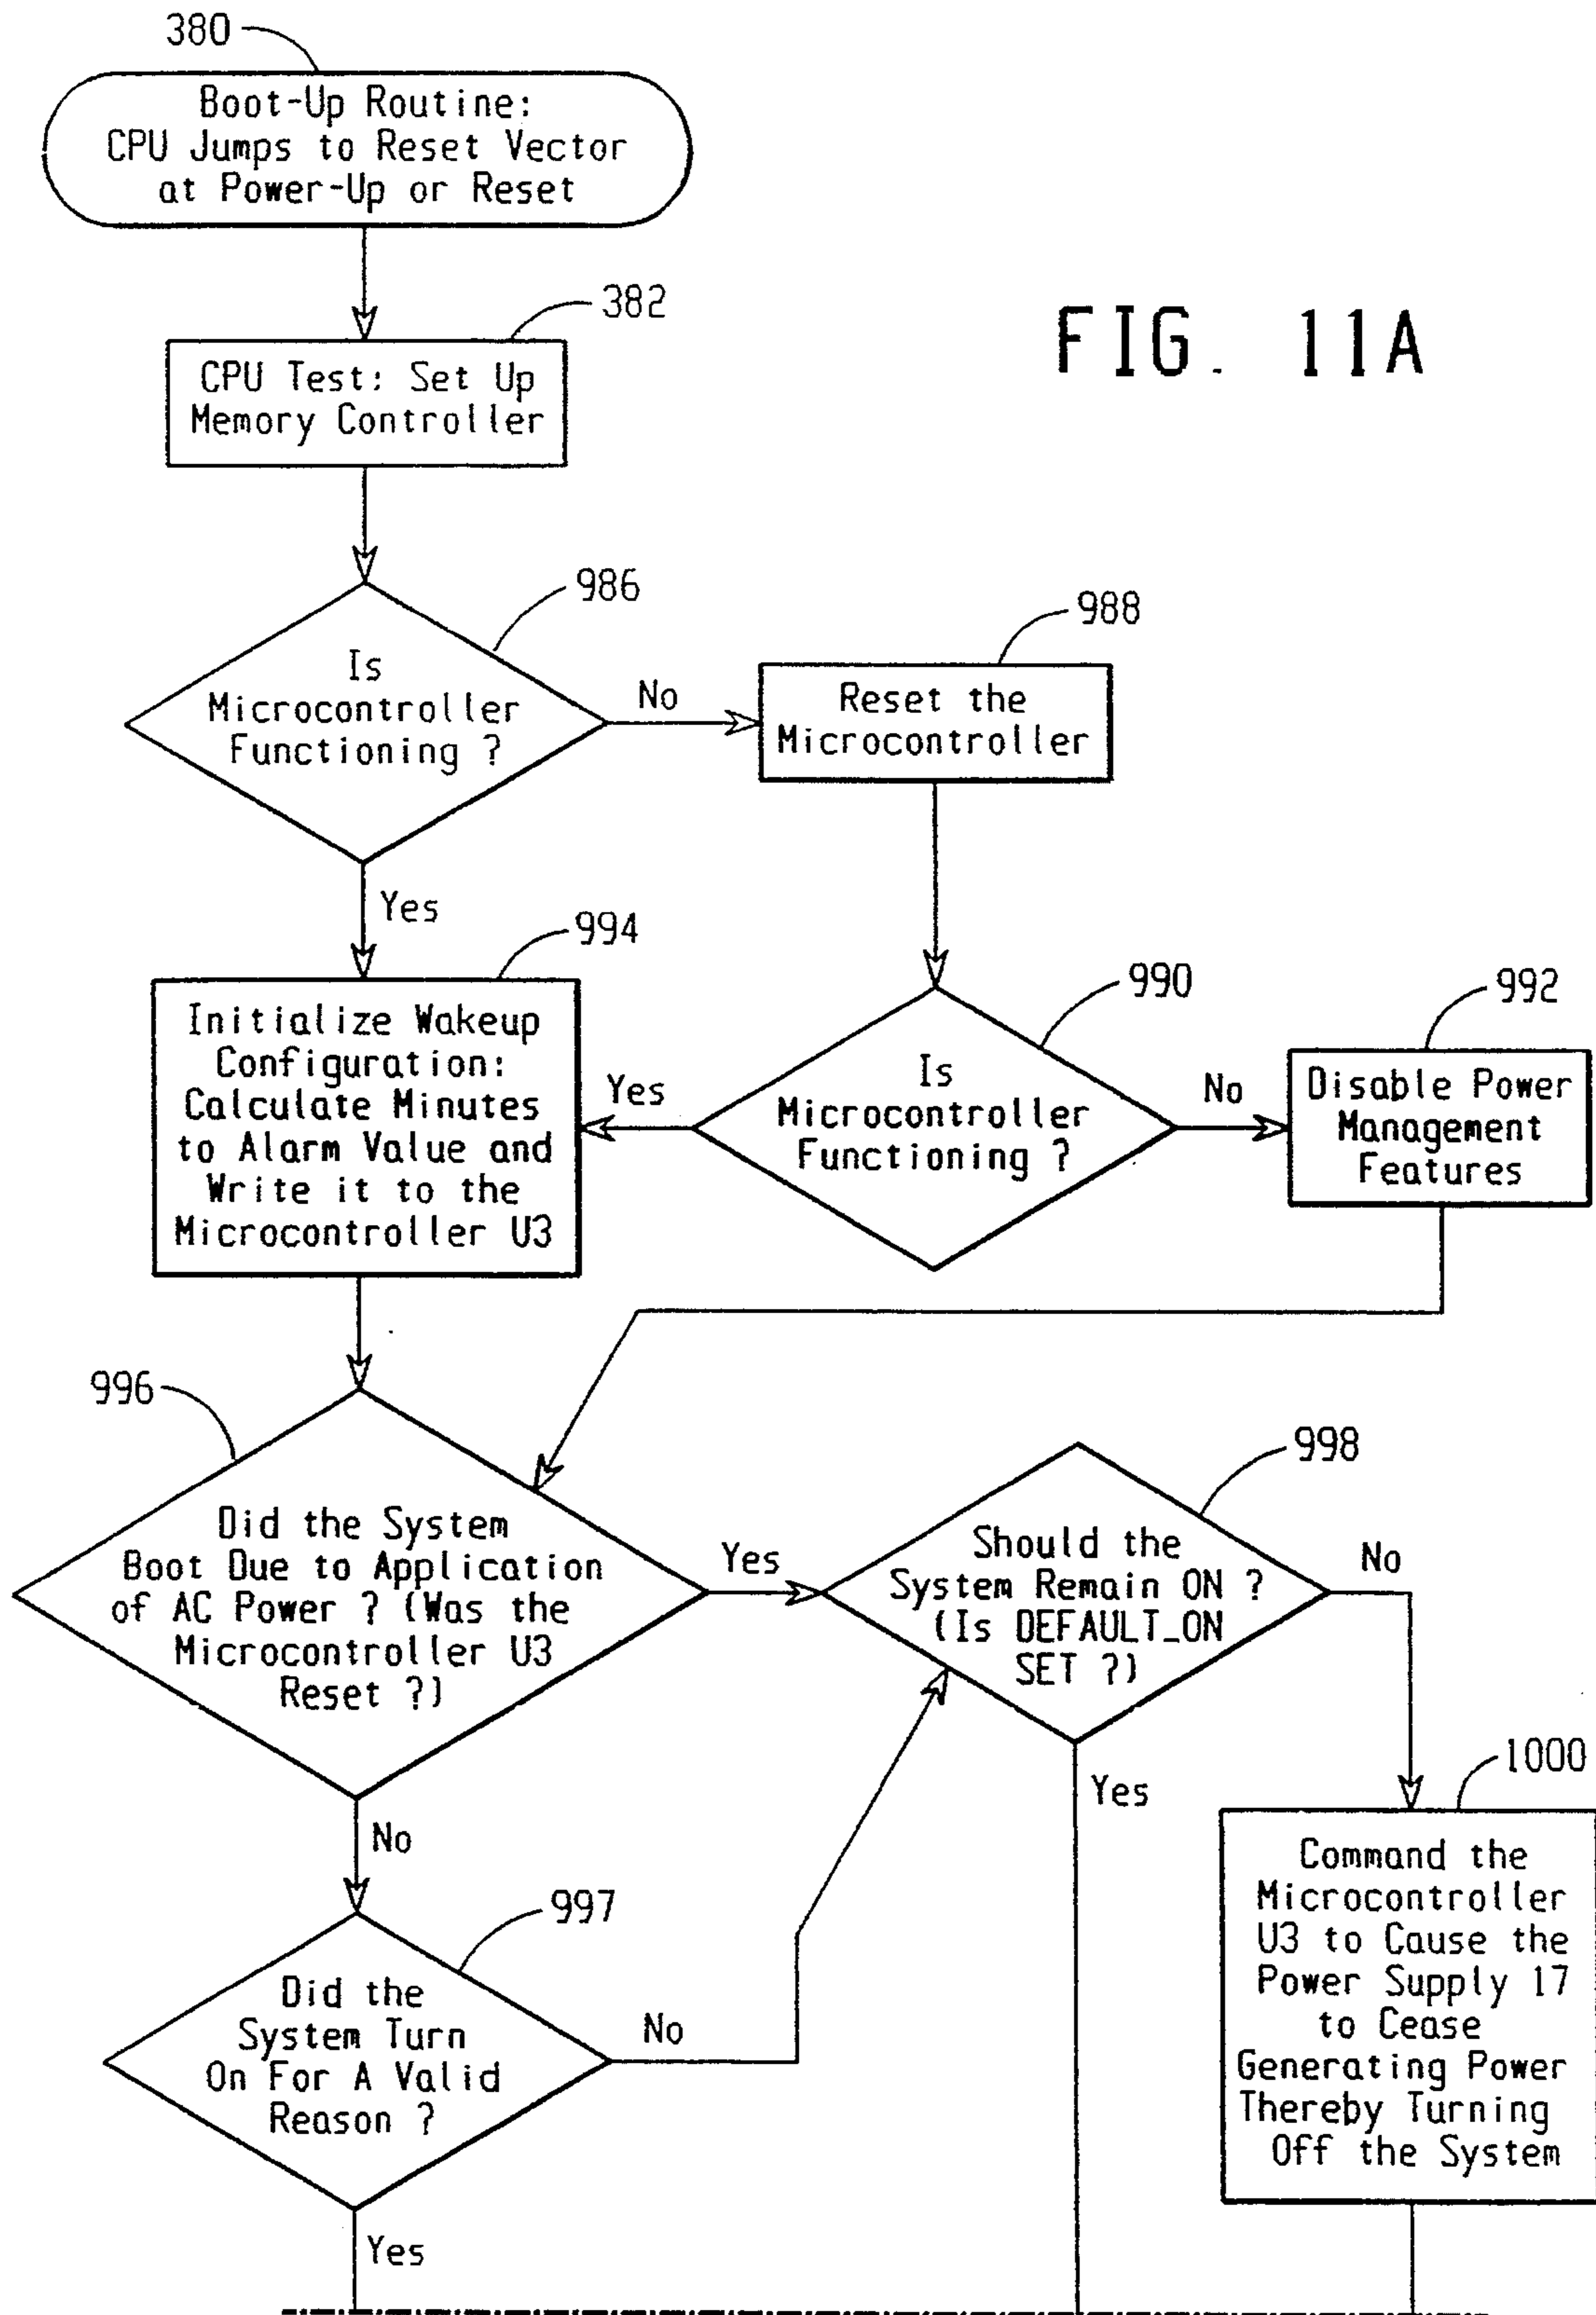 380
Boot-Up Routine:
CPU Jumps to Reset Vector
at Power-Up or Reset
382
CPU Test: Set Up
Memory Controller
FIG. 11A
986
Is
Microcontroller
Functioning ?
No
Yes
988
Reset the
Microcontroller
994
Initialize Wakeup
Configuration:
Calculate Minutes
to Alarm Value and
Write it to the
Microcontroller U3
990
Is
Microcontroller
Functioning ?
Yes
No
992
Disable Power
Management
Features
996
Did the System
Boot Due to Application
of AC Power ? (Was the
Microcontroller U3
Reset ?)
Yes
No
998
Should the
System Remain ON ?
(Is DEFAULT_ON
SET ?)
No
Yes
1000
Command the
Microcontroller
U3 to Cause the
Power Supply 17
to Cease
Generating Power
Thereby Turning
Off the System
997
Did the
System Turn
On For A Valid
Reason ?
No
Yes